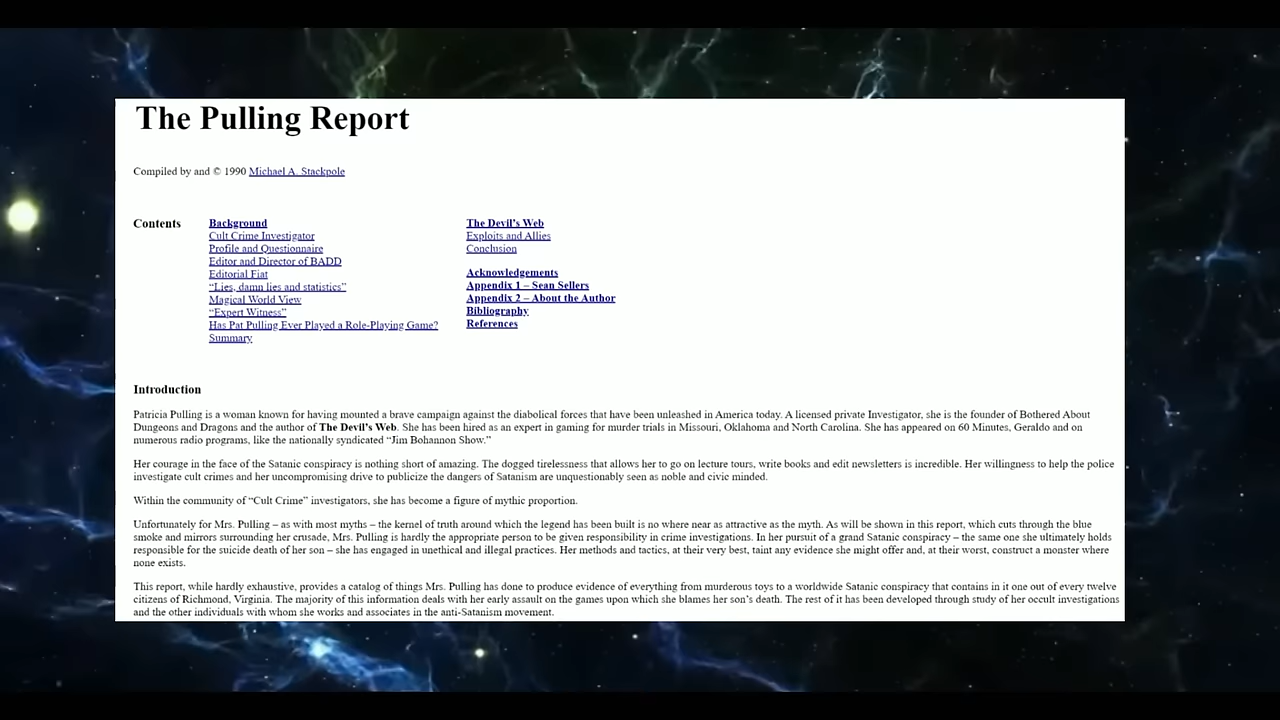 The Pulling Report
Compiled by and © 1990 Michael A. Stackpole
Contents
Background
Cult Crime Investigator
Profile and Questionnaire
Editor and Director of BADD
Editorial Fiat
“Lies, damn lies and statistics”
Magical World View
“Expert Witness”
Has Pat Pulling Ever Played a Role-Playing Game?
Summary
The Devil’s Web
Exploits and Allies
Conclusion
Acknowledgements
Appendix 1 – Sean Sellers
Appendix 2 – About the Author
Bibliography
References
Introduction
Patricia Pulling is a woman known for having mounted a brave campaign against the diabolical forces that have been unleashed in America today. A licensed private Investigator, she is the founder of Bothered About
Dungeons and Dragons and the author of The Devil’s Web. She has been hired as an expert in gaming for murder trials in Missouri, Oklahoma and North Carolina. She has appeared on 60 Minutes, Geraldo and on
numerous radio programs, like the nationally syndicated “Jim Bohannon Show.”
Her courage in the face of the Satanic conspiracy is nothing short of amazing. The dogged tirelessness that allows her to go on lecture tours, write books and edit newsletters is incredible. Her willingness to help the police
investigate cult crimes and her uncompromising drive to publicize the dangers of Satanism are unquestionably seen as noble and civic minded.
Within the community of “Cult Crime” investigators, she has become a figure of mythic proportion.
Unfortunately for Mrs. Pulling – as with most myths – the kernel of truth around which the legend has been built is no where near as attractive as the myth. As will be shown in this report, which cuts through the blue
smoke and mirrors surrounding her crusade, Mrs. Pulling is hardly the appropriate person to be given responsibility in crime investigations. In her pursuit of a grand Satanic conspiracy – the same one she ultimately holds
responsible for the suicide death of her son – she has engaged in unethical and illegal practices. Her methods and tactics, at their very best, taint any evidence she might offer and, at their worst, construct a monster where
none exists.
This report, while hardly exhaustive, provides a catalog of things Mrs. Pulling has done to produce evidence of everything from murderous toys to a worldwide Satanic conspiracy that contains in it one out of every twelve
citizens of Richmond, Virginia. The majority of this information deals with her early assault on the games upon which she blames her son’s death. The rest of it has been developed through study of her occult investigations
and the other individuals with whom she works and associates in the anti-Satanism movement.